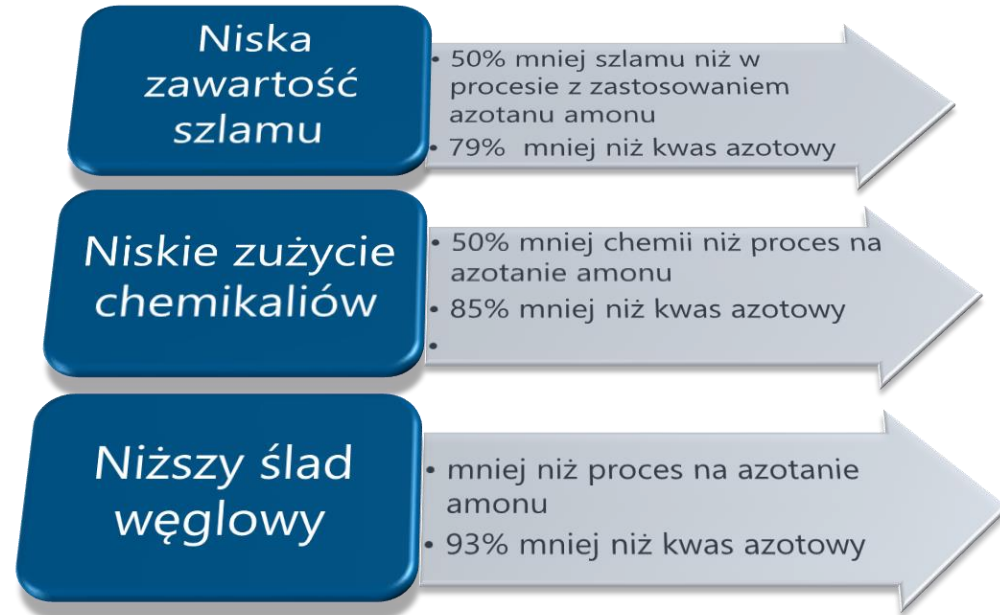 Niska
zawartość
szlamu
• 50% mniej szlamu niż w
procesie z zastosowaniem
azotanu amonu
• 79% mniej niż kwas azotowy
Niskie zużycie
chemikaliów
• 50% mniej chemii niż proces na
azotanie amonu
• 85% mniej niż kwas azotowy
•
Niższy ślad
węglowy
• mniej niż proces na azotanie
amonu
• 93% mniej niż kwas azotowy